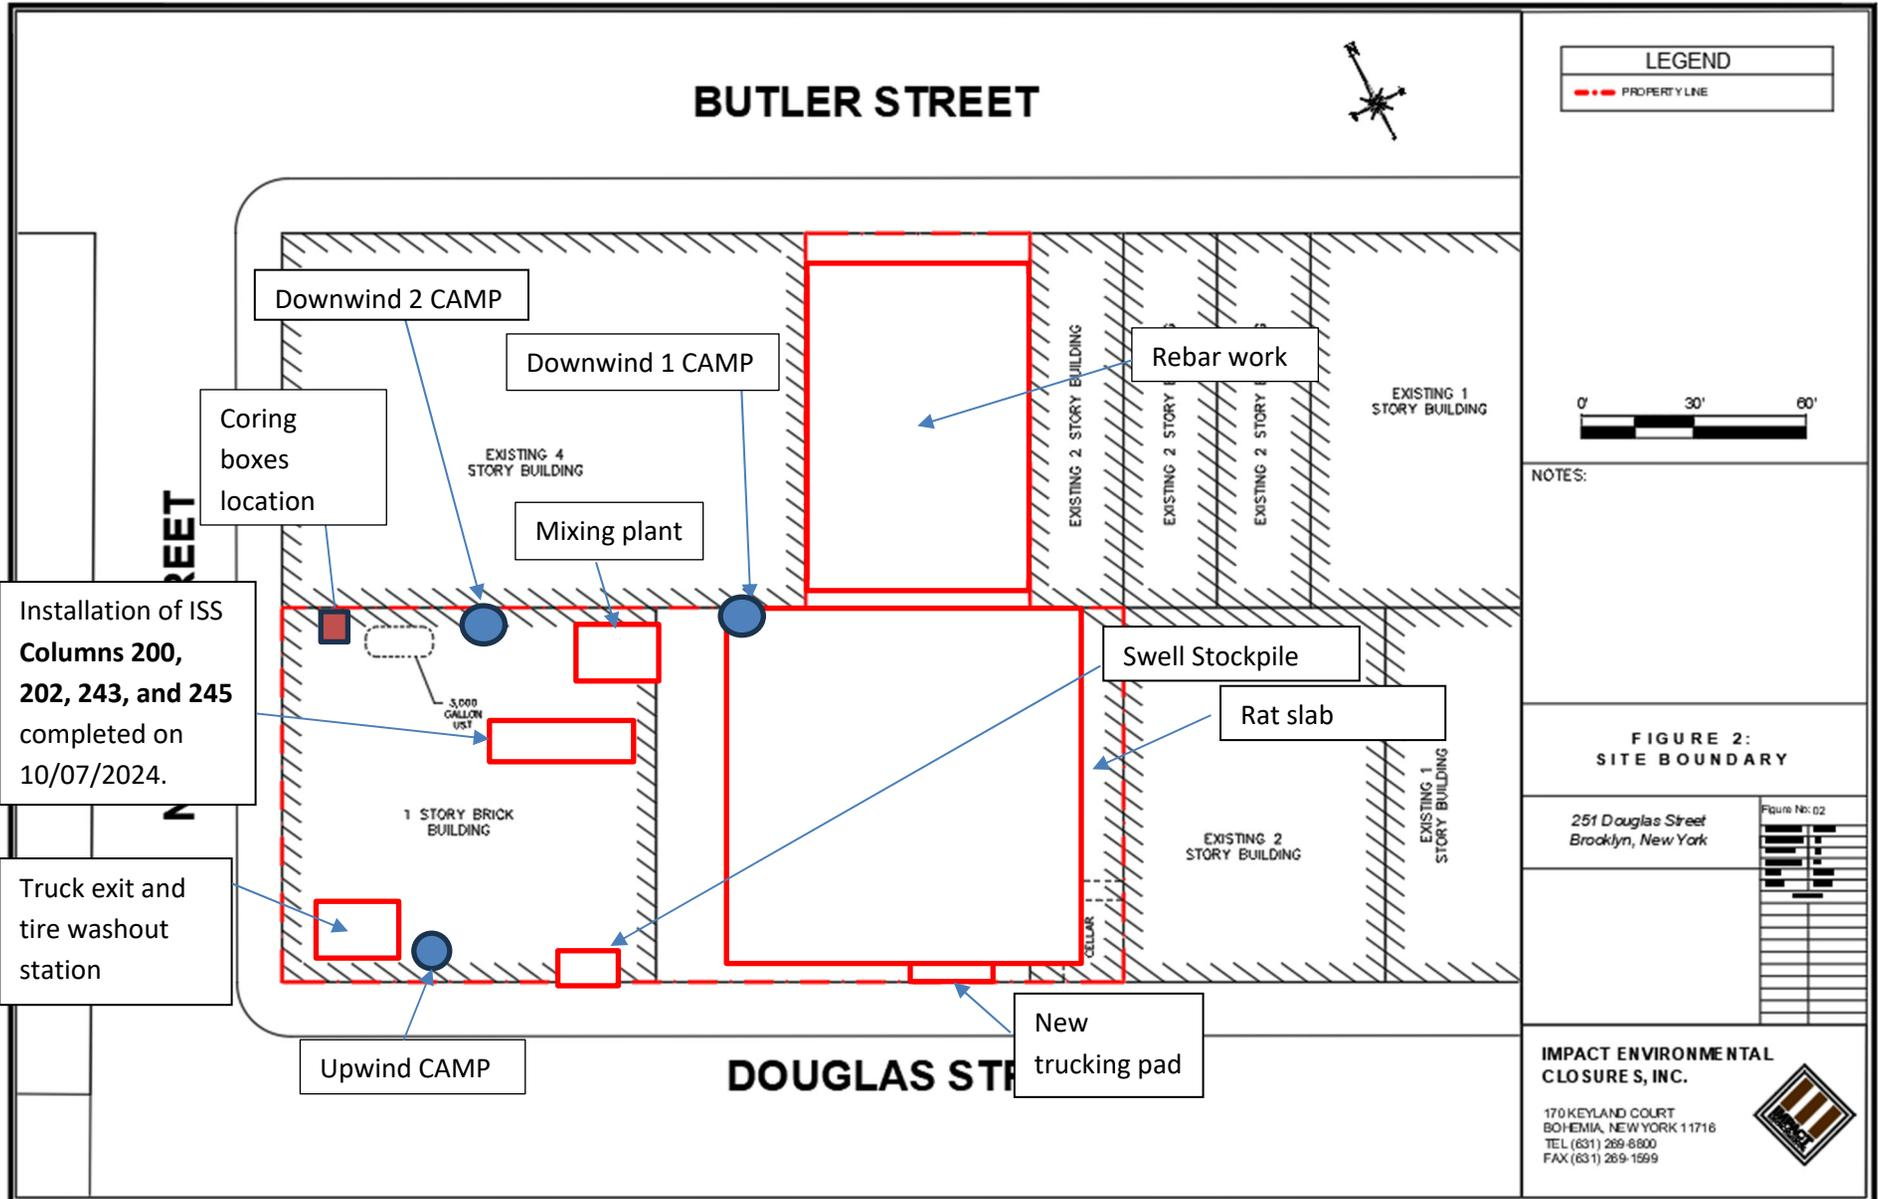 BUTLER STREET
N
LEGEND
PROPERTY LINE
Downwind 2 CAMP
Downwind 1 CAMP
Rebar work
Coring
boxes
location
EXISTING 4
STORY BUILDING
Mixing plant
EXISTING 2 STORY BUILDING
EXISTING 2 STORY
EXISTING 2 STORY
EXISTING 1
STORY BUILDING
0' 30' 60'
NOTES:
Installation of ISS
Columns 200,
202, 243, and 245
completed on
10/07/2024.
3,000
GALLON
UST
Swell Stockpile
Rat slab
1 STORY BRICK
BUILDING
EXISTING 2
STORY BUILDING
EXISTING 1
STORY BUILDING
CELLAR
Truck exit and
tire washout
station
Upwind CAMP
New
trucking pad
DOUGLAS
FIGURE 2:
SITE BOUNDARY
251 Douglas Street
Brooklyn, New York
Figure No: 02
IMPACT ENVIRONMENTAL
CLOSURES, INC.
170 KEYLAND COURT
BOHEMIA, NEW YORK 11716
TEL (631) 269-8800
FAX (631) 269-1599
IMPACT